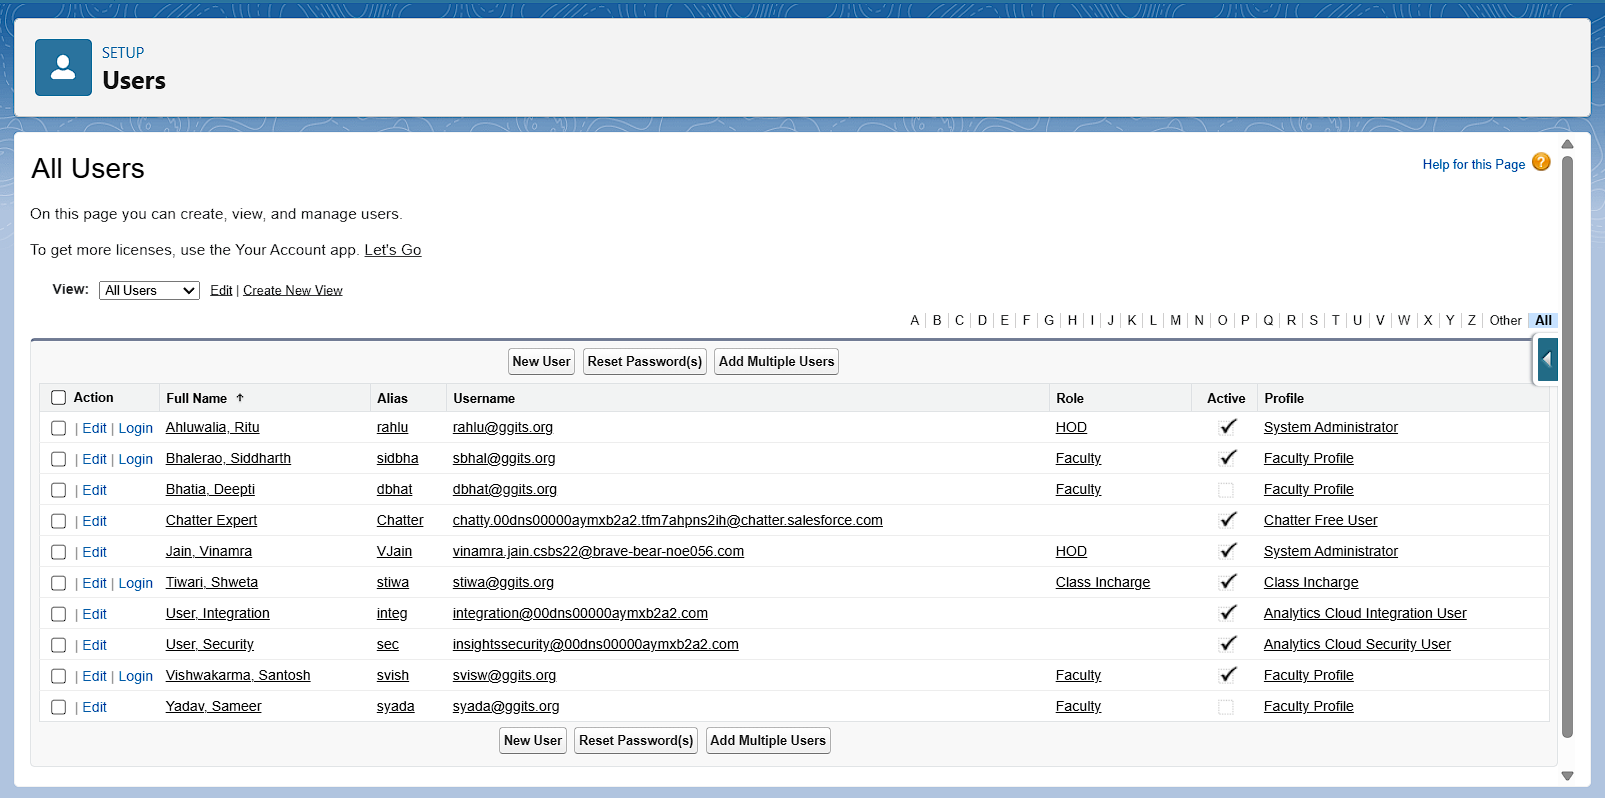 SETUP
Users
All Users
Help for this Page ?
On this page you can create, view, and manage users.
To get more licenses, use the Your Account app. Let's Go
View: All Users Edit | Create New View
A | B | C | D | E | F | G | H | I | J | K | L | M | N | O | P | Q | R | S | T | U | V | W | X | Y | Z | Other | All
New User Reset Password(s) Add Multiple Users
Action Full Name ↑ Alias Username Role Active Profile
| Edit | Login Ahluwalia, Ritu rahlu rahlu@ggits.org HOD ✓ System Administrator
| Edit | Login Bhalerao, Siddharth sidbha sbhal@ggits.org Faculty ✓ Faculty Profile
| Edit Bhatia, Deepti dbhat dbhat@ggits.org Faculty Faculty Profile
| Edit Chatter Expert Chatter chatty.00dns00000aymxb2a2.tfm7ahpns2ih@chatter.salesforce.com ✓ Chatter Free User
| Edit Jain, Vinamra VJain vinamra.jain.csbs22@brave-bear-noe056.com HOD ✓ System Administrator
| Edit | Login Tiwari, Shweta stiwa stiwa@ggits.org Class Incharge ✓ Class Incharge
| Edit User, Integration integ integration@00dns00000aymxb2a2.com ✓ Analytics Cloud Integration User
| Edit User, Security sec insightssecurity@00dns00000aymxb2a2.com ✓ Analytics Cloud Security User
| Edit | Login Vishwakarma, Santosh svish svisw@ggits.org Faculty ✓ Faculty Profile
| Edit Yadav, Sameer syada syada@ggits.org Faculty Faculty Profile
New User Reset Password(s) Add Multiple Users